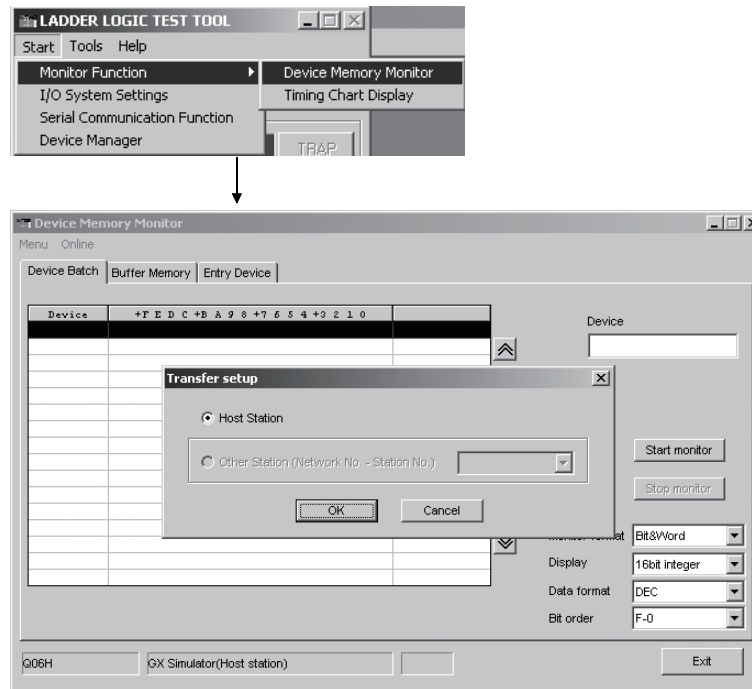 LADDER LOGIC TEST TOOL
Start Tools Help
Monitor Function
Device Memory Monitor
I/O System Settings
Timing Chart Display
Serial Communication Function
Device Manager
TRAP
Device Memory Monitor
Menu Online
Device Batch Buffer Memory Entry Device
Device +F E D C +B A 9 8 +7 6 5 4 +3 2 1 0
Device
Transfer setup
Host Station
Other Station (Network No. - Station No.)
OK Cancel
Start monitor
Stop monitor
Bit&Word
Display 16bit integer
Data format DEC
Bit order F-0
Q06H GX Simulator(Host station) Exit